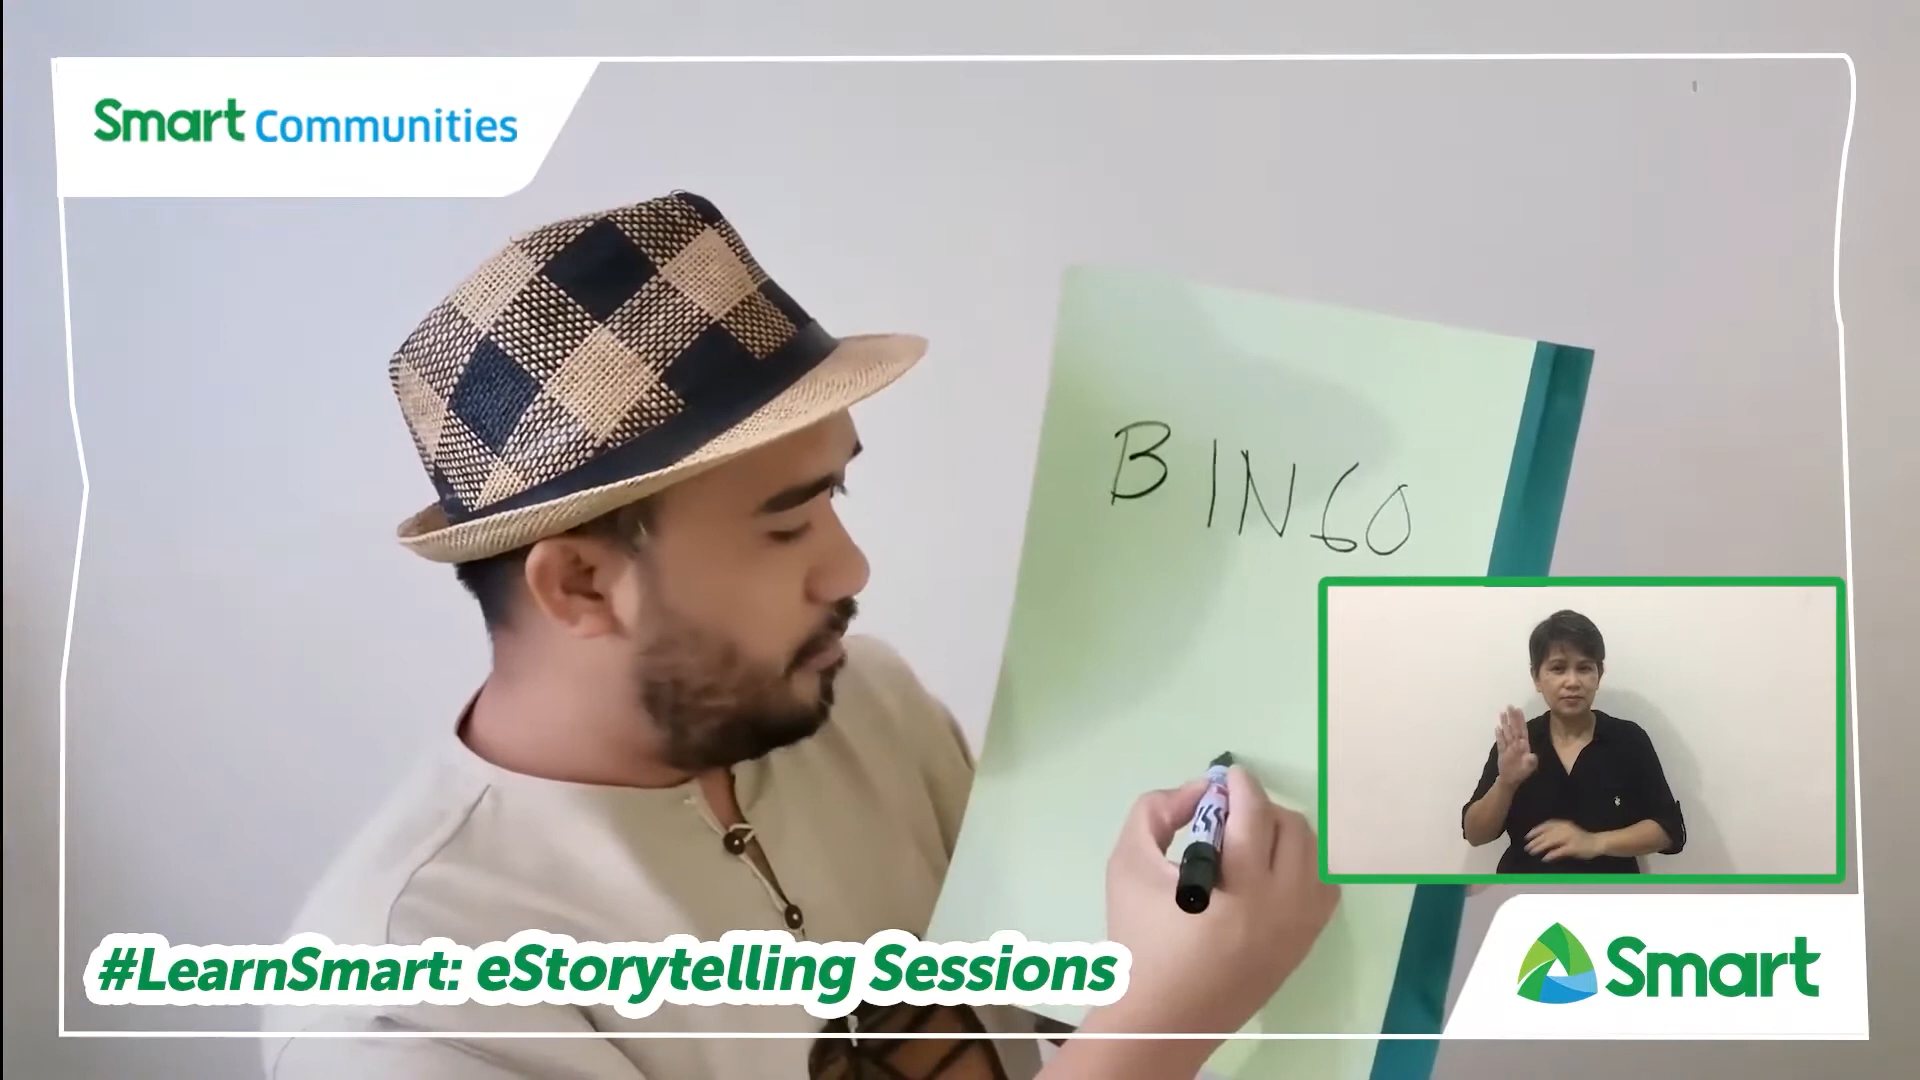 Smart Communities
BINGO
#LearnSmart: eStorytelling Sessions
Smart